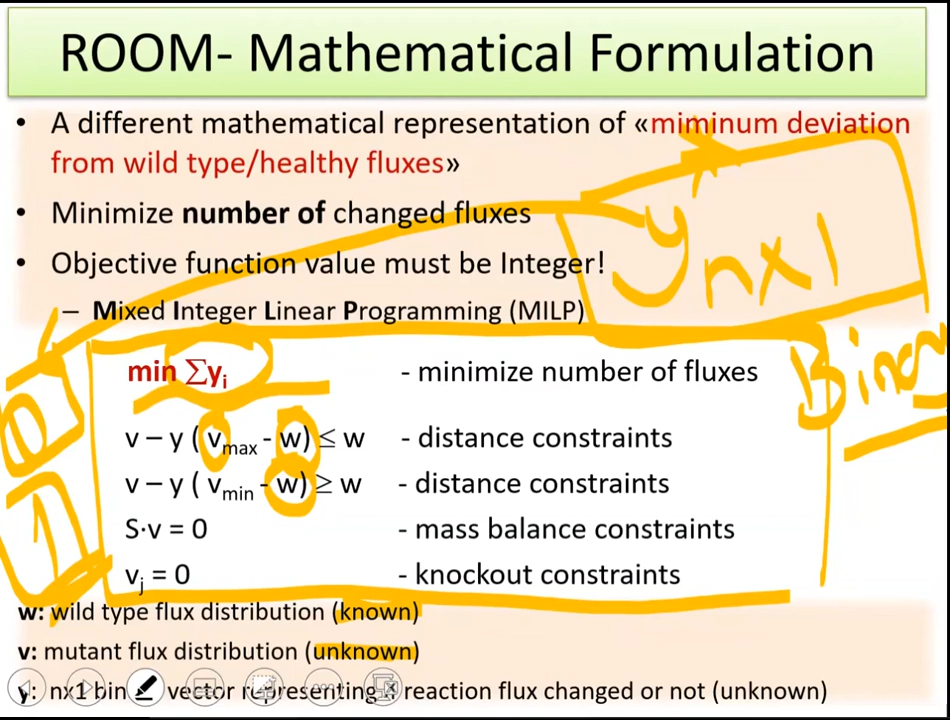 ROOM- Mathematical Formulation
• A different mathematical representation of «miminum deviation
from wild type/healthy fluxes»
• Minimize number of changed fluxes
• Objective function value must be Integer!
– Mixed Integer Linear Programming (MILP)
y nx1
Binary
0
1
min ∑yᵢ - minimize number of fluxes
v – y ( vmax - w) ≤ w - distance constraints
v – y ( vmin - w) ≥ w - distance constraints
S·v = 0 - mass balance constraints
vj = 0 - knockout constraints
w: wild type flux distribution (known)
v: mutant flux distribution (unknown)
y: nx1 bin vector representing reaction flux changed or not (unknown)